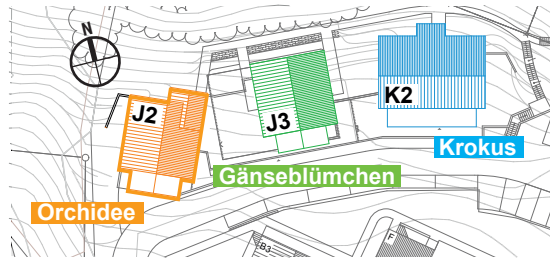 N
J2
J3
K2
Krokus
Gänseblümchen
Orchidee
B3
F